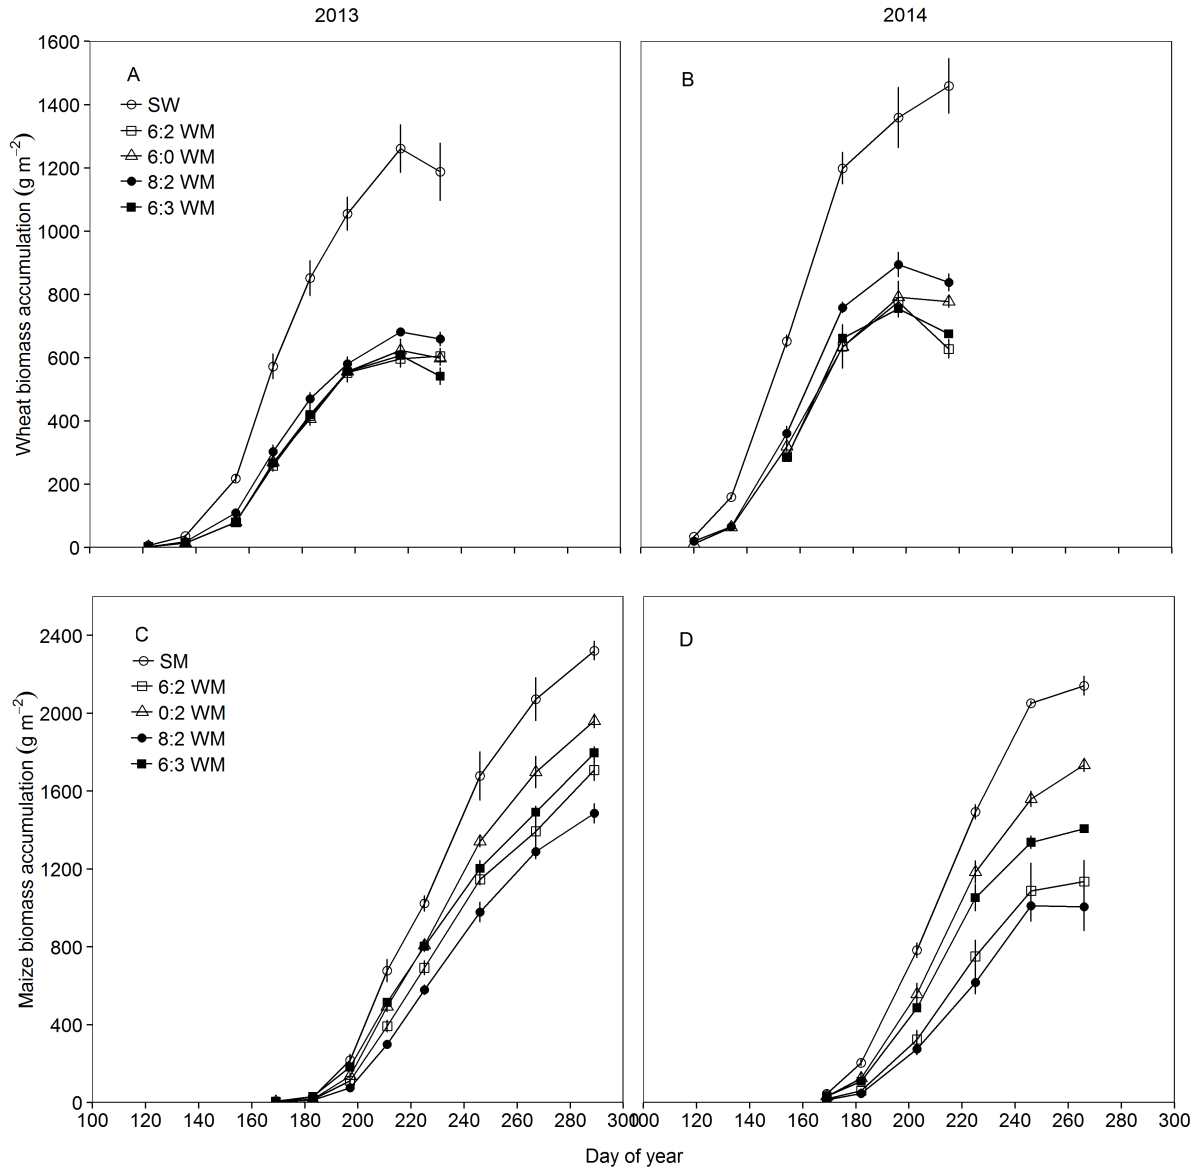 2013
2014
Wheat biomass accumulation (g m−2)
1600
1400
1200
1000
800
600
400
200
0
A
SW
6:2 WM
6:0 WM
8:2 WM
6:3 WM
B
Maize biomass accumulation (g m−2)
2400
2000
1600
1200
800
400
0
C
SM
6:2 WM
0:2 WM
8:2 WM
6:3 WM
D
100 120 140 160 180 200 220 240 260 280 300
100 120 140 160 180 200 220 240 260 280 300
Day of year